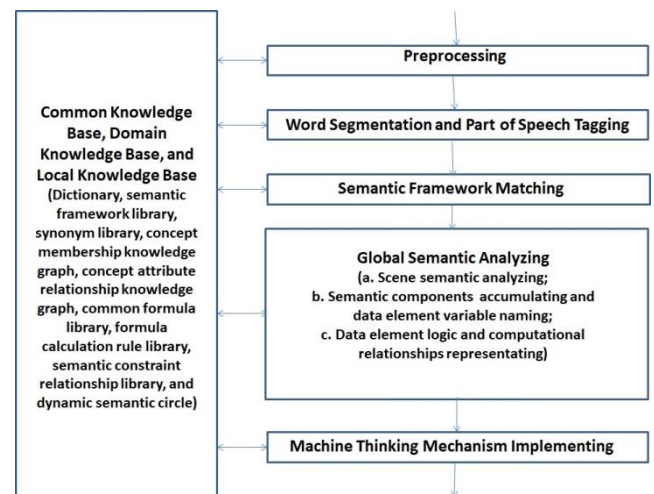 Common Knowledge
Base, Domain
Knowledge Base, and
Local Knowledge Base
(Dictionary, semantic
framework library,
synonym library, concept
membership knowledge
graph, concept attribute
relationship knowledge
graph, common formula
library, formula
calculation rule library,
semantic constraint
relationship library, and
dynamic semantic circle)
Preprocessing
Word Segmentation and Part of Speech Tagging
Semantic Framework Matching
Global Semantic Analyzing
(a. Scene semantic analyzing;
b. Semantic components accumulating and
data element variable naming;
c. Data element logic and computational
relationships representating)
Machine Thinking Mechanism Implementing